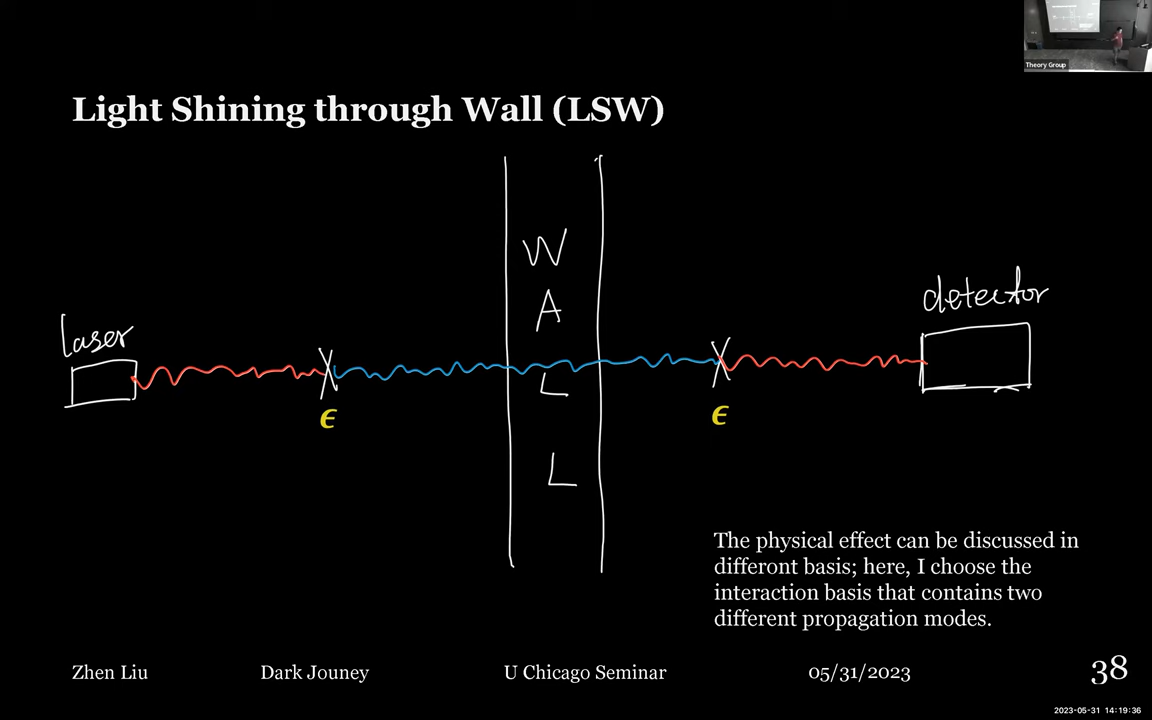 Theory Group
Light Shining through Wall (LSW)
W
A
L
L
laser
detector
ϵ
ϵ
The physical effect can be discussed in
differont basis; here, I choose the
interaction basis that contains two
different propagation modes.
Zhen Liu Dark Jouney U Chicago Seminar 05/31/2023 38
2023-05-31 14:19:36